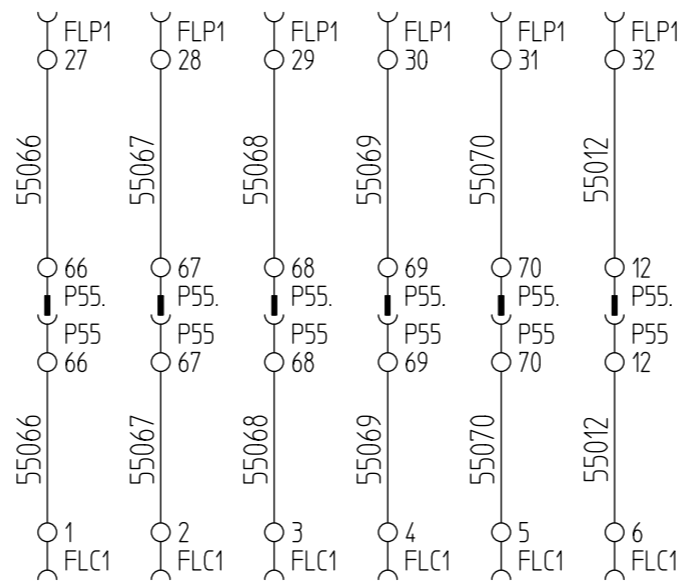 FLP1 FLP1 FLP1 FLP1 FLP1 FLP1
27 28 29 30 31 32
55066 55067 55068 55069 55070 55012
66 67 68 69 70 12
P55. P55. P55. P55. P55. P55.
P55 P55 P55 P55 P55 P55
66 67 68 69 70 12
55066 55067 55068 55069 55070 55012
1 2 3 4 5 6
FLC1 FLC1 FLC1 FLC1 FLC1 FLC1